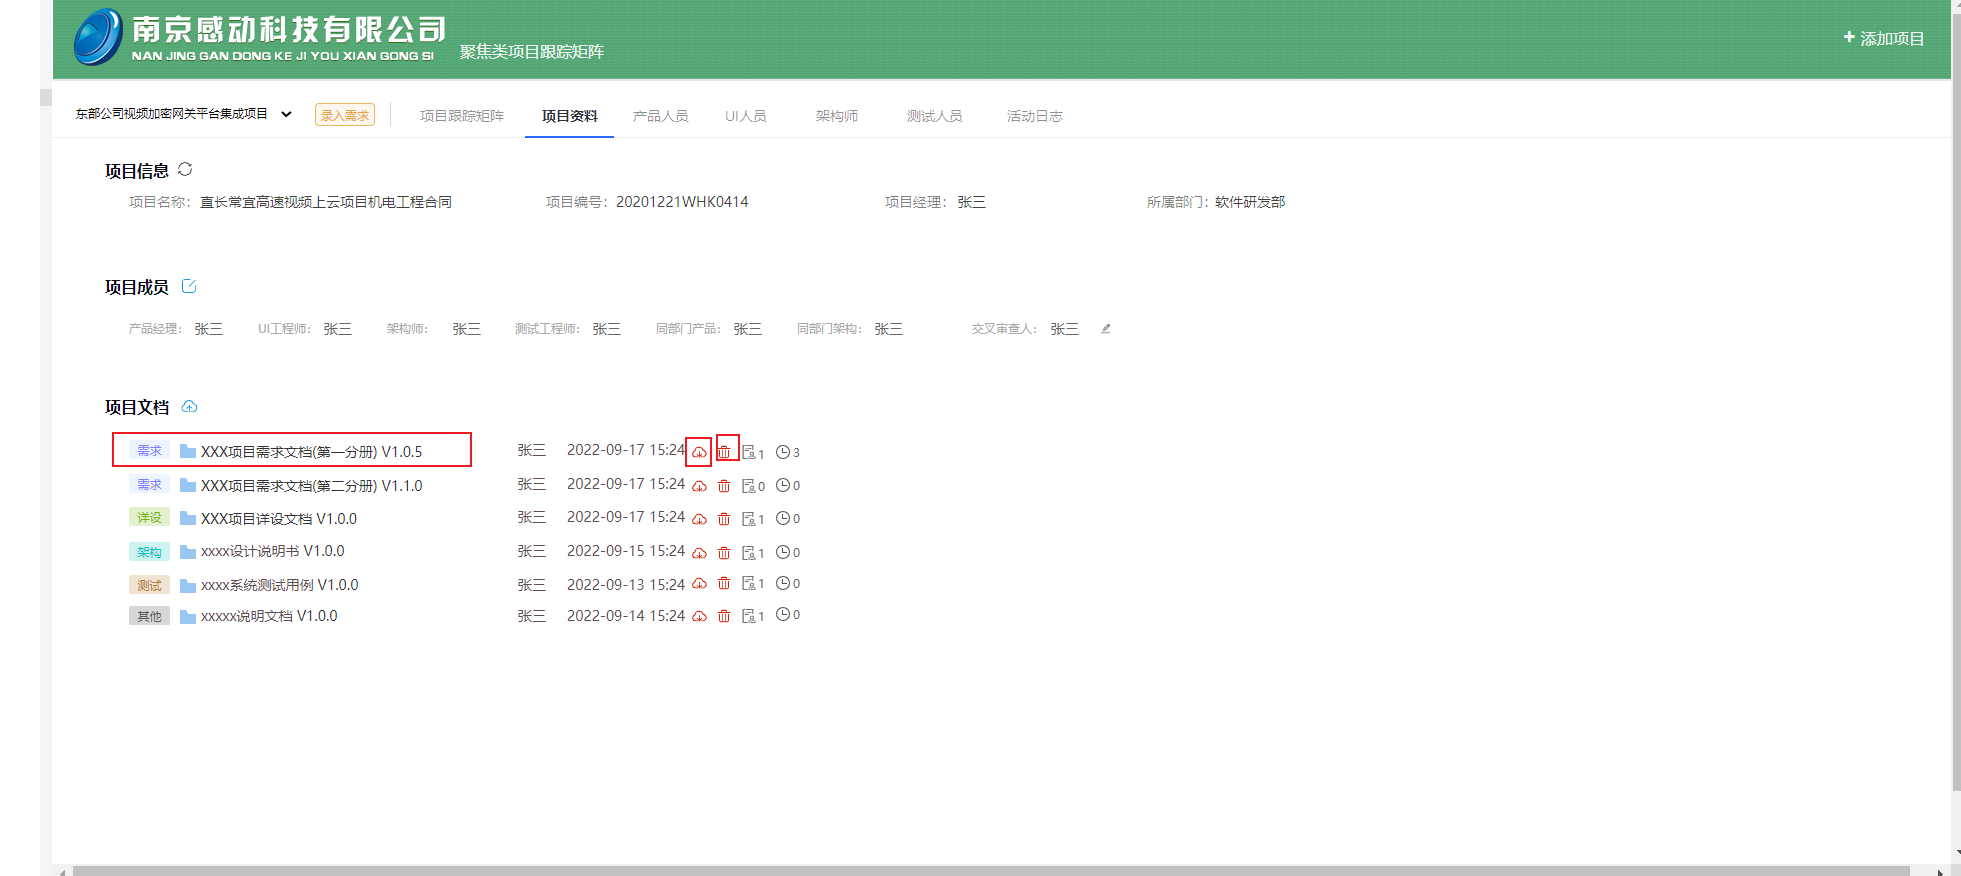 南京感动科技有限公司
NAN JING GAN DONG KE JI YOU XIAN GONG SI
聚焦类项目跟踪矩阵
+ 添加项目
东部公司视频加密网关平台集成项目 录入需求 项目跟踪矩阵 项目资料 产品人员 UI人员 架构师 测试人员 活动日志
项目信息
项目名称: 直长常宜高速视频上云项目机电工程合同 项目编号: 20201221WHK0414 项目经理: 张三 所属部门: 软件研发部
项目成员
产品经理: 张三 UI工程师: 张三 架构师: 张三 测试工程师: 张三 同部门产品: 张三 同部门架构: 张三 交叉审查人: 张三
项目文档
需求 XXX项目需求文档(第一分册) V1.0.5 张三 2022-09-17 15:24 1 3
需求 XXX项目需求文档(第二分册) V1.1.0 张三 2022-09-17 15:24 0 0
详设 XXX项目详设文档 V1.0.0 张三 2022-09-17 15:24 1 0
架构 xxxx设计说明书 V1.0.0 张三 2022-09-15 15:24 1 0
测试 xxxx系统测试用例 V1.0.0 张三 2022-09-13 15:24 1 0
其他 xxxxx说明文档 V1.0.0 张三 2022-09-14 15:24 1 0